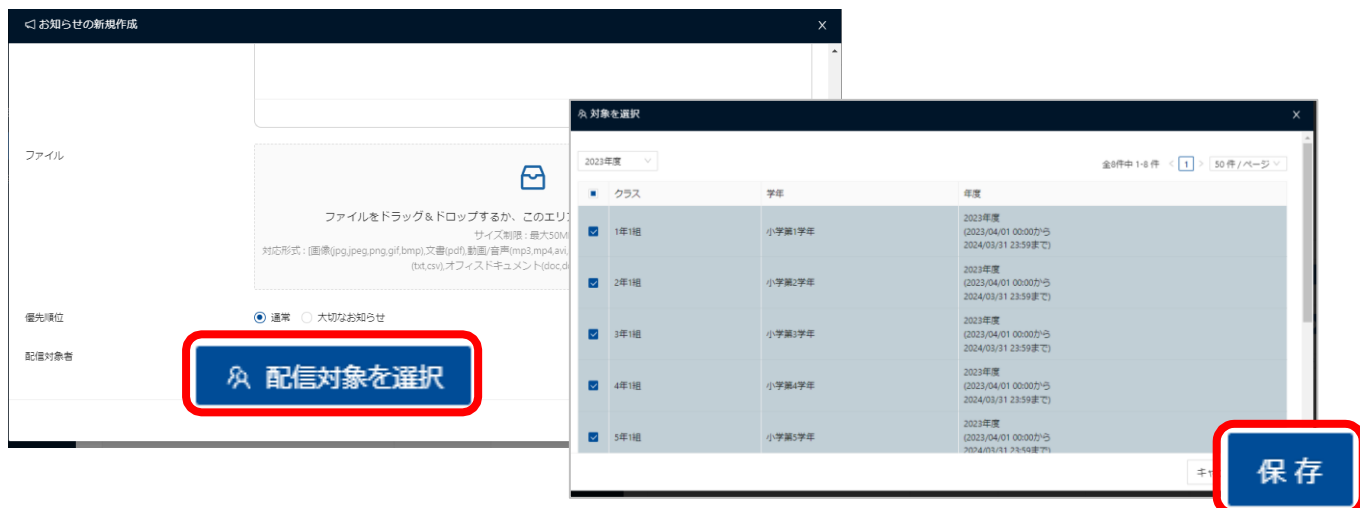 お知らせの新規作成
X
ファイル
ファイルをドラッグ&ドロップするか、このエリ
サイズ制限 : 最大50M
対応形式 : [画像(jpg,jpeg,png,gif,bmp),文書(pdf),動画/音声(mp3,mp4,avi,
(txt,csv),オフィスドキュメント(doc,d
優先順位
通常 大切なお知らせ
配信対象者
配信対象を選択
対象を選択
X
2023年度
全8件中 1-8 件 < 1 > 50 件 / ページ
クラス 学年 年度
1年1組 小学第1学年 2023年度
(2023/04/01 00:00から
2024/03/31 23:59まで)
2年1組 小学第2学年 2023年度
(2023/04/01 00:00から
2024/03/31 23:59まで)
3年1組 小学第3学年 2023年度
(2023/04/01 00:00から
2024/03/31 23:59まで)
4年1組 小学第4学年 2023年度
(2023/04/01 00:00から
2024/03/31 23:59まで)
5年1組 小学第5学年 2023年度
(2023/04/01 00:00から
2024/03/31 23:59まで)
キャ
保存